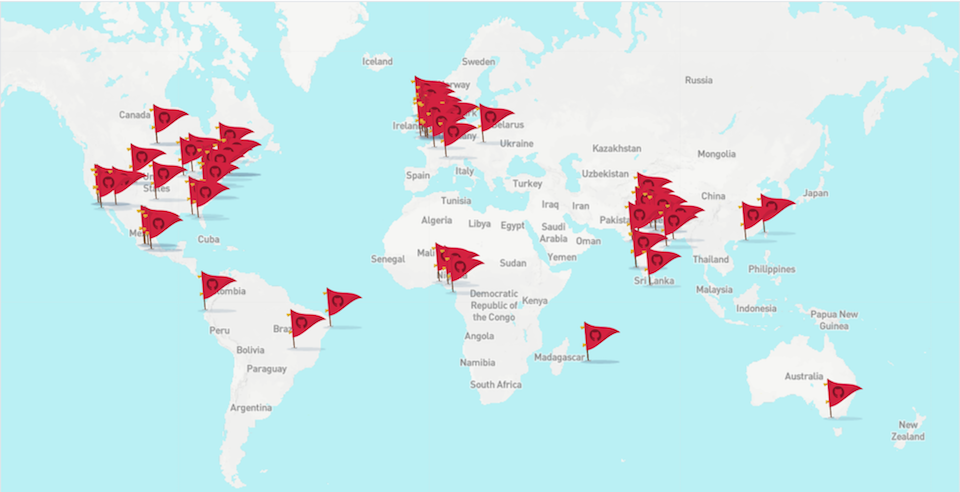 Iceland
Sweden
Russia
Canada
Belarus
Ukraine
Kazakhstan
Mongolia
Spain
Italy
Turkey
Uzbekistan
China
Japan
States
Tunisia
Algeria
Libya
Egypt
Iraq
Iran
Saudi
Arabia
Oman
Yemen
Cuba
Senegal
Mali
Sudan
Thailand
Philippines
Sri Lanka
Malaysia
Indonesia
Papua New
Guinea
Democratic
Republic of
the Congo
Kenya
Peru
Bolivia
Paraguay
Argentina
Angola
Namibia
South Africa
Madagascar
Australia
New
Zealand